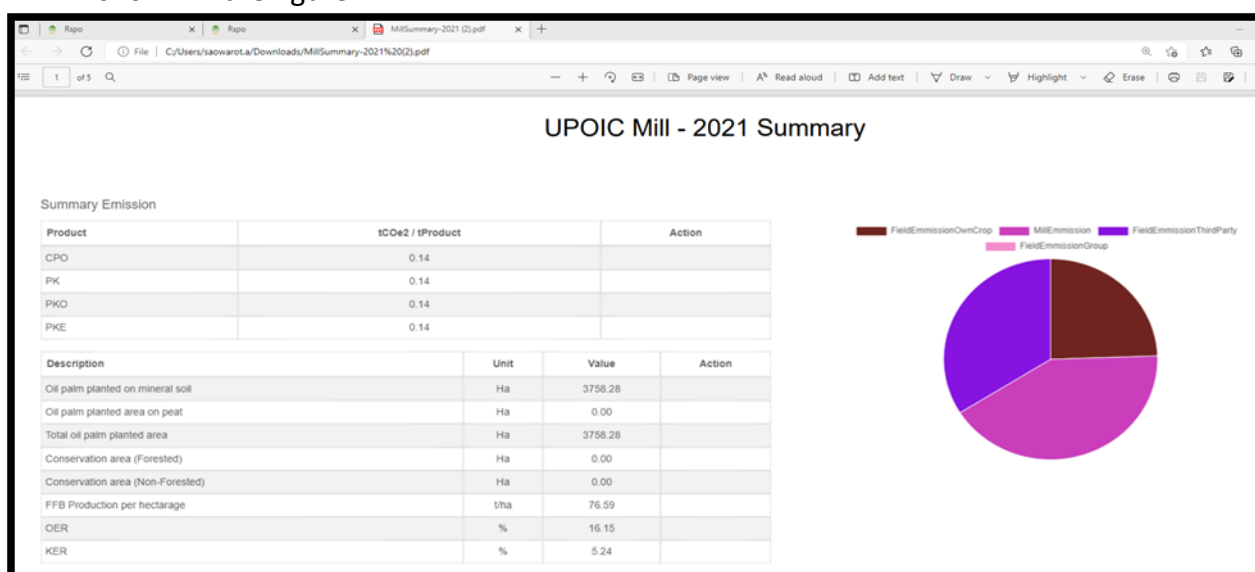 Rapo
Rapo
MillSummary-2021 (2).pdf
File | C:/Users/saowarot.a/Downloads/MillSummary-2021%20(2).pdf
1 of 5
Page view
Read aloud
Add text
Draw
Highlight
Erase
UPOIC Mill - 2021 Summary
Summary Emission
Product tCOe2 / tProduct Action
CPO 0.14
PK 0.14
PKO 0.14
PKE 0.14
Description Unit Value Action
Oil palm planted on mineral soil Ha 3758.28
Oil palm planted area on peat Ha 0.00
Total oil palm planted area Ha 3758.28
Conservation area (Forested) Ha 0.00
Conservation area (Non-Forested) Ha 0.00
FFB Production per hectarage t/ha 76.59
OER % 16.15
KER % 5.24
FieldEmmissionOwnCrop MillEmmission FieldEmmissionThirdParty
FieldEmmissionGroup